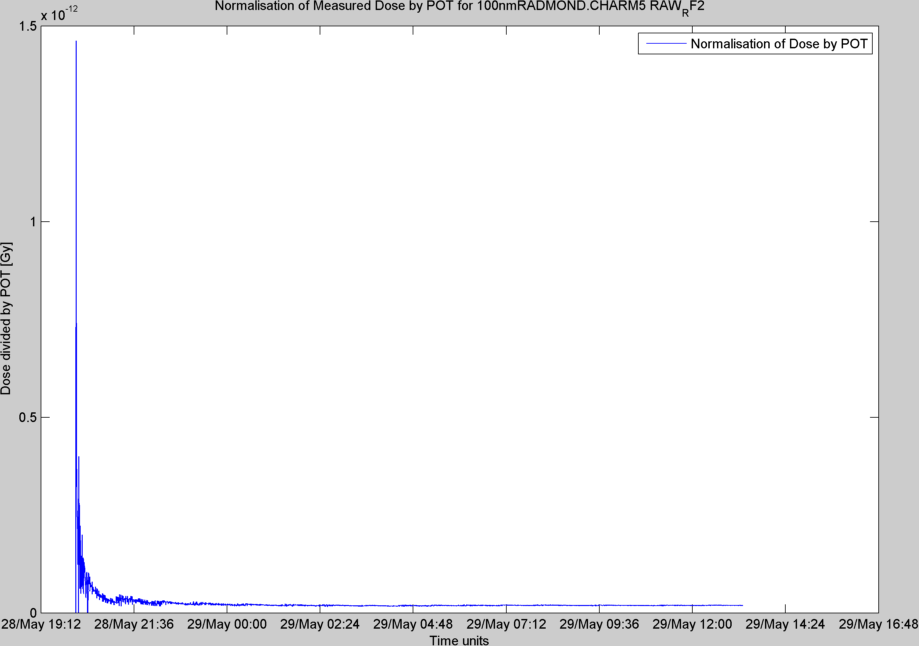 Normalisation of Measured Dose by POT for 100nmRADMOND.CHARM5 RAW_RF2
x 10^-12
Normalisation of Dose by POT
1.5
1
0.5
0
Dose divided by POT [Gy]
28/May 19:12 28/May 21:36 29/May 00:00 29/May 02:24 29/May 04:48 29/May 07:12 29/May 09:36 29/May 12:00 29/May 14:24 29/May 16:48
Time units